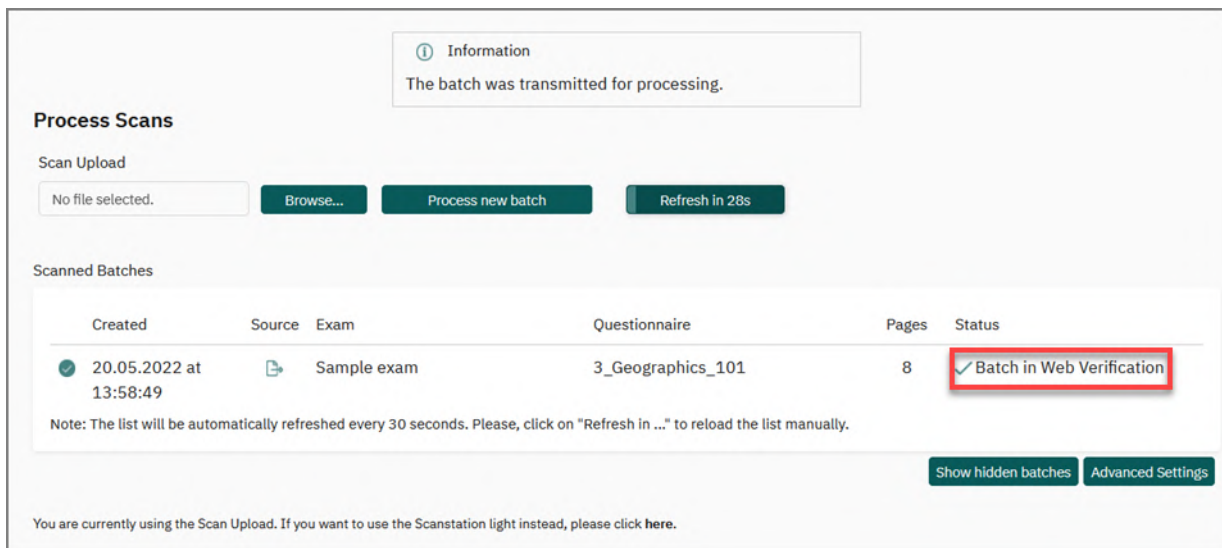 Information
The batch was transmitted for processing.
Process Scans
Scan Upload
No file selected. Browse... Process new batch Refresh in 28s
Scanned Batches
Created Source Exam Questionnaire Pages Status
20.05.2022 at Sample exam 3_Geographics_101 8 Batch in Web Verification
13:58:49
Note: The list will be automatically refreshed every 30 seconds. Please, click on "Refresh in ..." to reload the list manually.
Show hidden batches Advanced Settings
You are currently using the Scan Upload. If you want to use the Scanstation light instead, please click here.